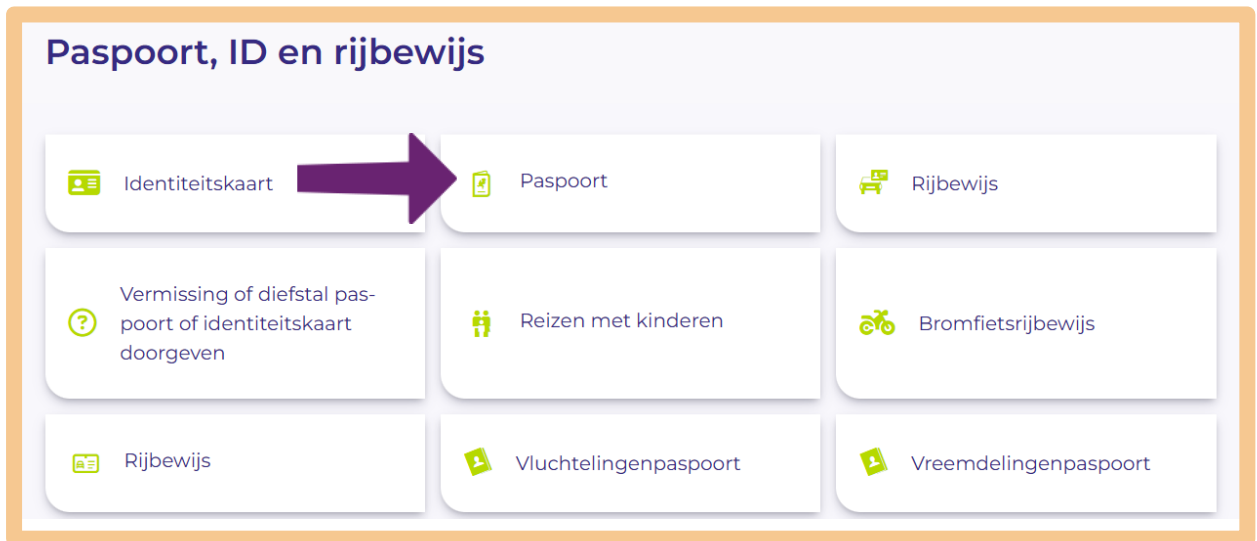 Paspoort, ID en rijbewijs
Identiteitskaart
Paspoort
Rijbewijs
Vermissing of diefstal pas-
poort of identiteitskaart
doorgeven
Reizen met kinderen
Bromfietsrijbewijs
Rijbewijs
Vluchtelingenpaspoort
Vreemdelingenpaspoort